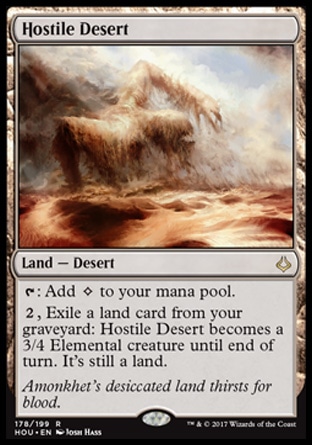 Hostile Desert
Land — Desert
: Add to your mana pool.
2, Exile a land card from your
graveyard: Hostile Desert becomes a
3/4 Elemental creature until end of
turn. It's still a land.
Amonkhet's desiccated land thirsts for
blood.
178/199 R
HOU • EN Josh Hass
™ & © 2017 Wizards of the Coast